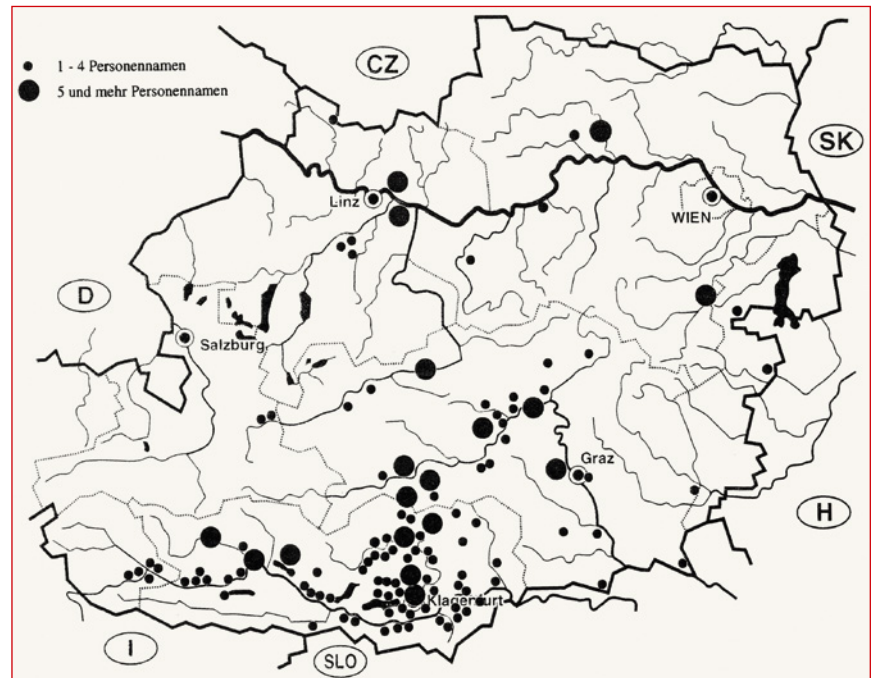 CZ
1 - 4 Personennamen
5 und mehr Personennamen
SK
Linz
WIEN
D
Salzburg
Graz
H
Klagenfurt
I
SLO